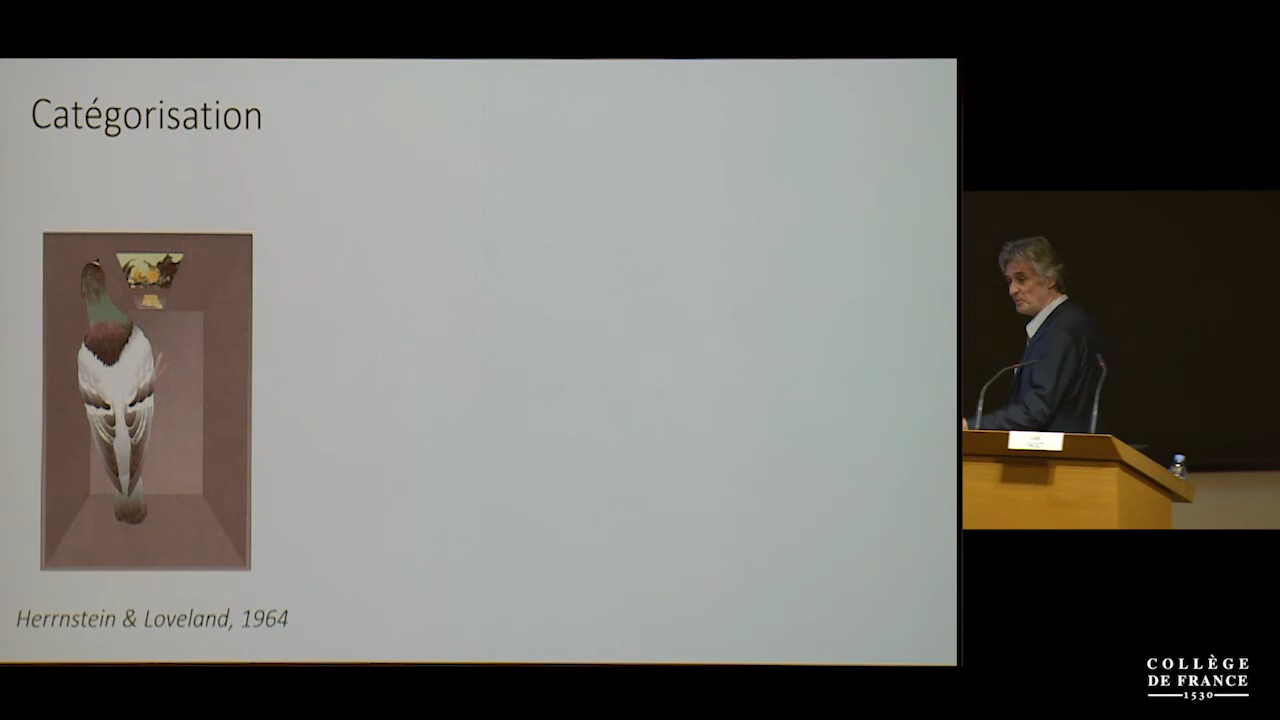 Catégorisation
Herrnstein & Loveland, 1964
COLLÈGE
DE FRANCE
1530